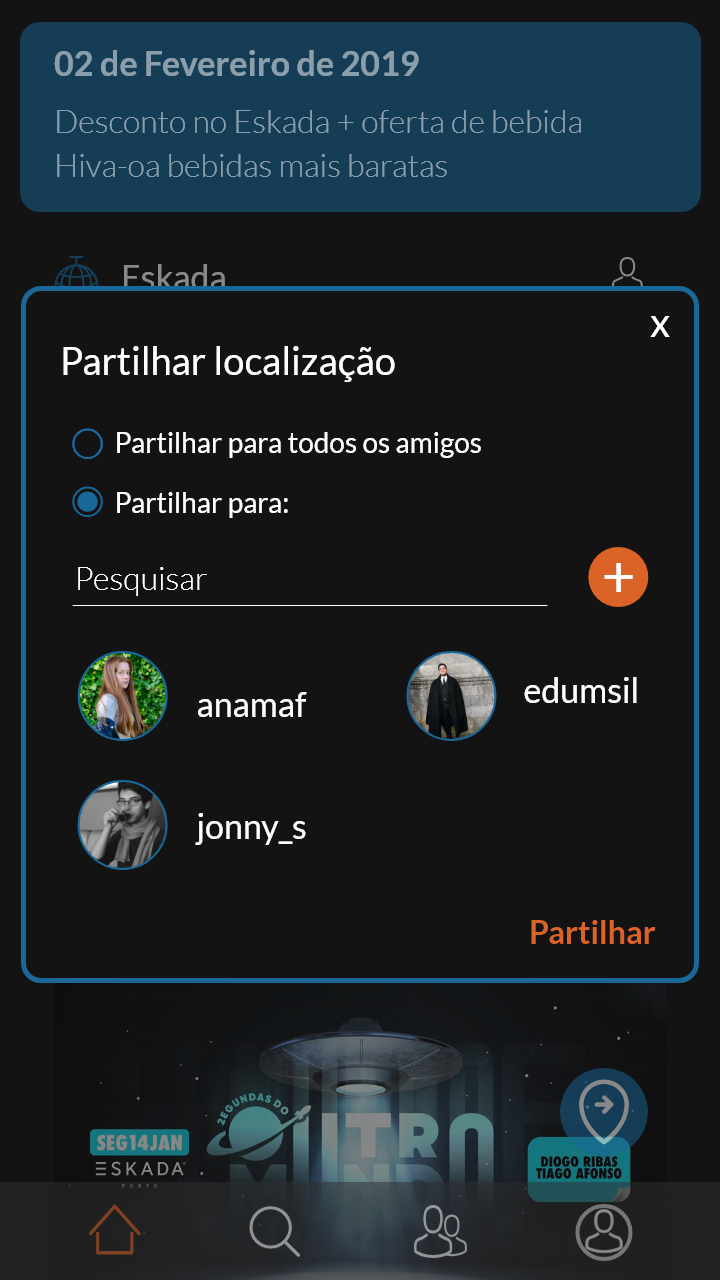 02 de Fevereiro de 2019
Desconto no Eskada + oferta de bebida
Hiva-oa bebidas mais baratas
Eskada
x
Partilhar localização
Partilhar para todos os amigos
Partilhar para:
Pesquisar
anamaf
edumsil
jonny_s
Partilhar
2EGUNDAS DO
OUTRO
MUNDO
SEG14JAN
ESKADA
PORTO
DIOGO RIBAS
TIAGO AFONSO